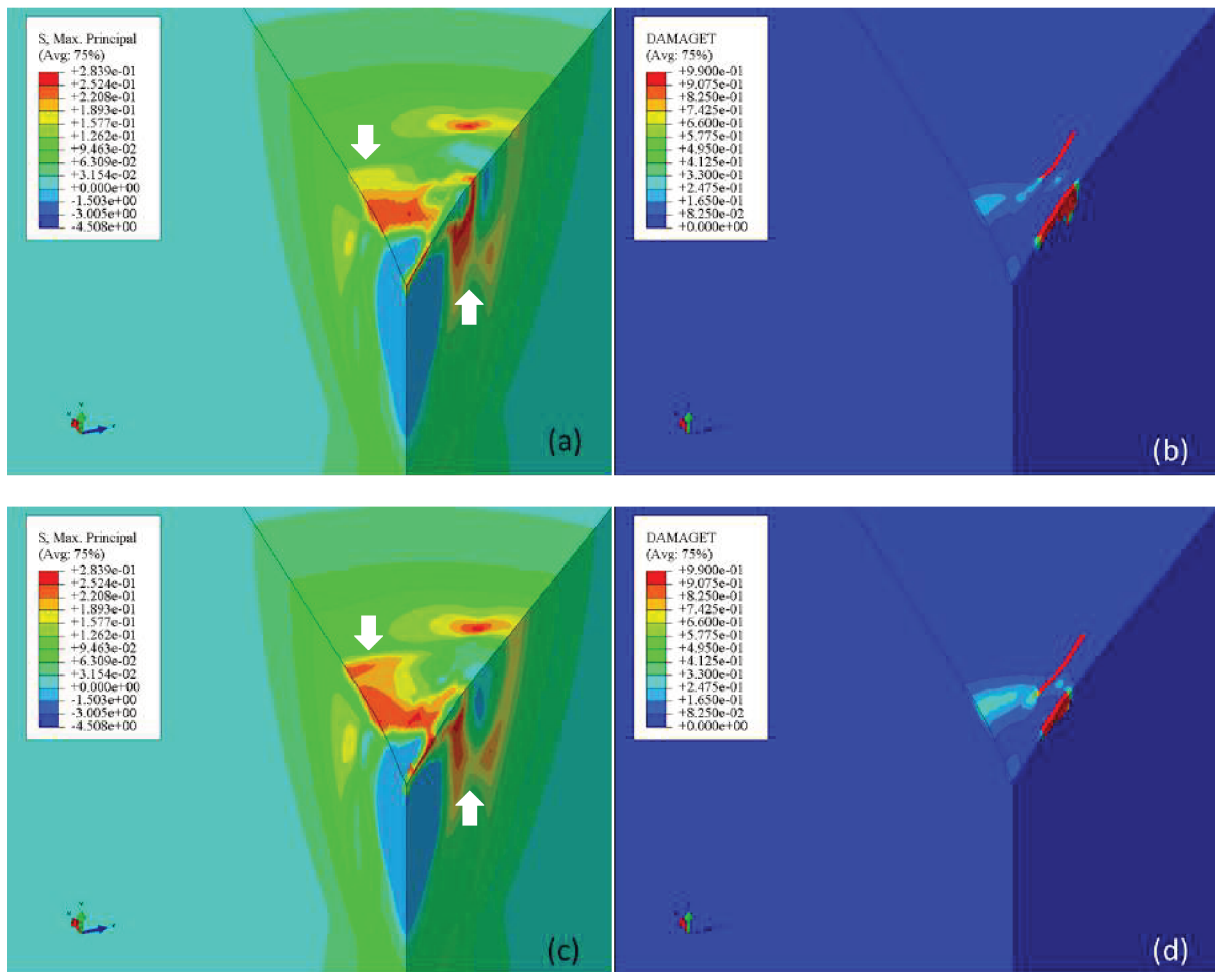 S, Max. Principal
(Avg: 75%)
+2.839e-01
+2.524e-01
+2.208e-01
+1.893e-01
+1.577e-01
+1.262e-01
+9.463e-02
+6.309e-02
+3.154e-02
+0.000e+00
-1.503e+00
-3.005e+00
-4.508e+00
(a)
DAMAGET
(Avg: 75%)
+9.900e-01
+9.075e-01
+8.250e-01
+7.425e-01
+6.600e-01
+5.775e-01
+4.950e-01
+4.125e-01
+3.300e-01
+2.475e-01
+1.650e-01
+8.250e-02
+0.000e+00
(b)
S, Max. Principal
(Avg: 75%)
+2.839e-01
+2.524e-01
+2.208e-01
+1.893e-01
+1.577e-01
+1.262e-01
+9.463e-02
+6.309e-02
+3.154e-02
+0.000e+00
-1.503e+00
-3.005e+00
-4.508e+00
(c)
DAMAGET
(Avg: 75%)
+9.900e-01
+9.075e-01
+8.250e-01
+7.425e-01
+6.600e-01
+5.775e-01
+4.950e-01
+4.125e-01
+3.300e-01
+2.475e-01
+1.650e-01
+8.250e-02
+0.000e+00
(d)